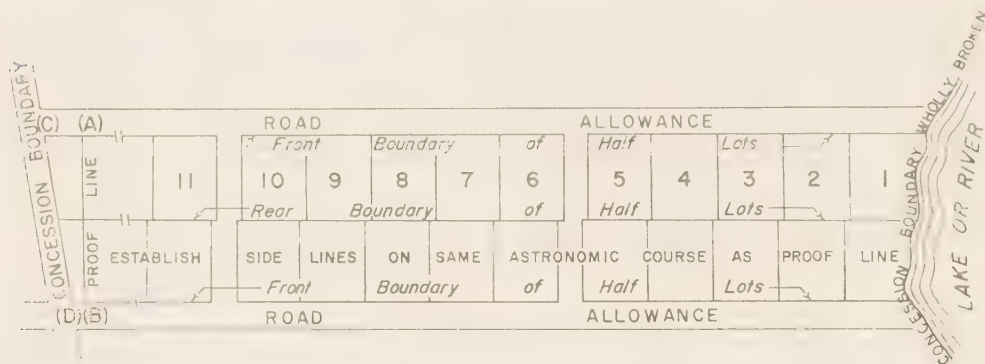 CONCESSION BOUNDARY
(C) (A) ROAD ALLOWANCE
Front Boundary of Half Lots
PROOF LINE
11 10 9 8 7 6 5 4 3 2 1
Rear Boundary of Half Lots
ESTABLISH SIDE LINES ON SAME ASTRONOMIC COURSE AS PROOF LINE
Front Boundary of Half Lots
(D)(B) ROAD ALLOWANCE
CONCESSION BOUNDARY WHOLLY BROKEN
LAKE OR RIVER